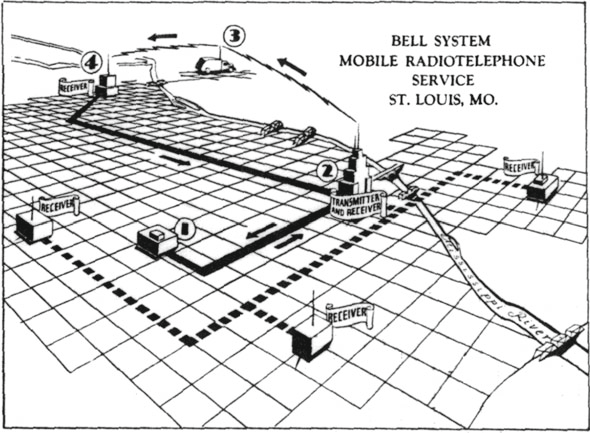 BELL SYSTEM
MOBILE RADIOTELEPHONE
SERVICE
ST. LOUIS, MO.
4
3
RECEIVER
2
RECEIVER
TRANSMITTER
AND RECEIVER
RECEIVER
1
RECEIVER
Mississippi River